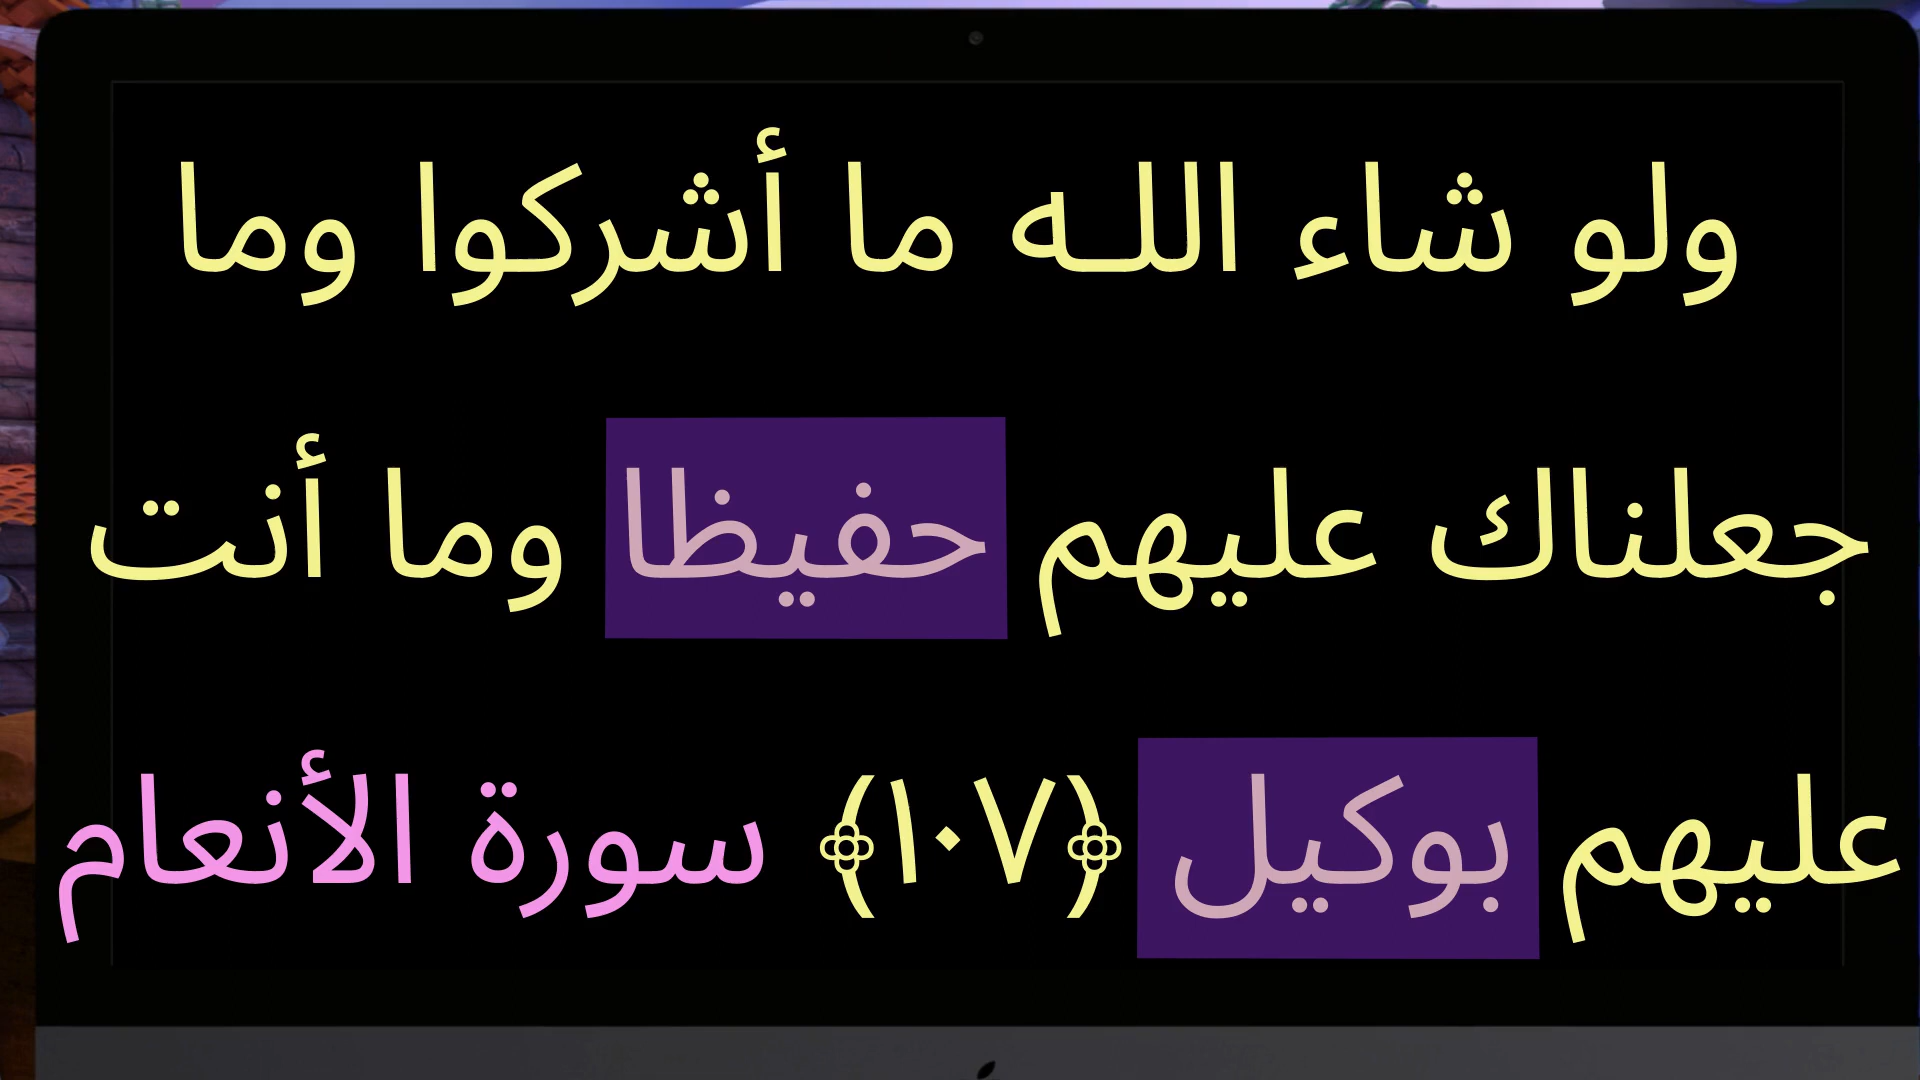 ولو شاء اللـه ما أشركوا وما
جعلناك عليهم حفيظا وما أنت
عليهم بوكيل ﴿١٠٧﴾ سورة الأنعام